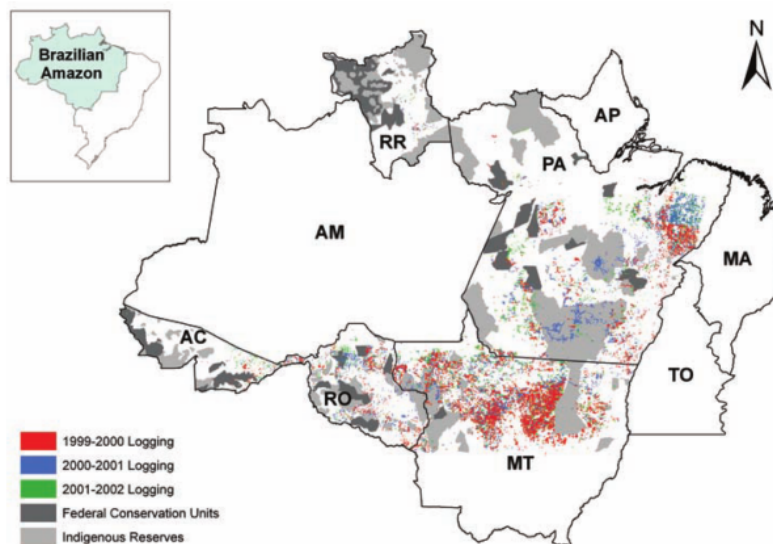 Brazilian
Amazon
N
AP
RR
PA
AM
MA
AC
TO
RO
MT
1999-2000 Logging
2000-2001 Logging
2001-2002 Logging
Federal Conservation Units
Indigenous Reserves